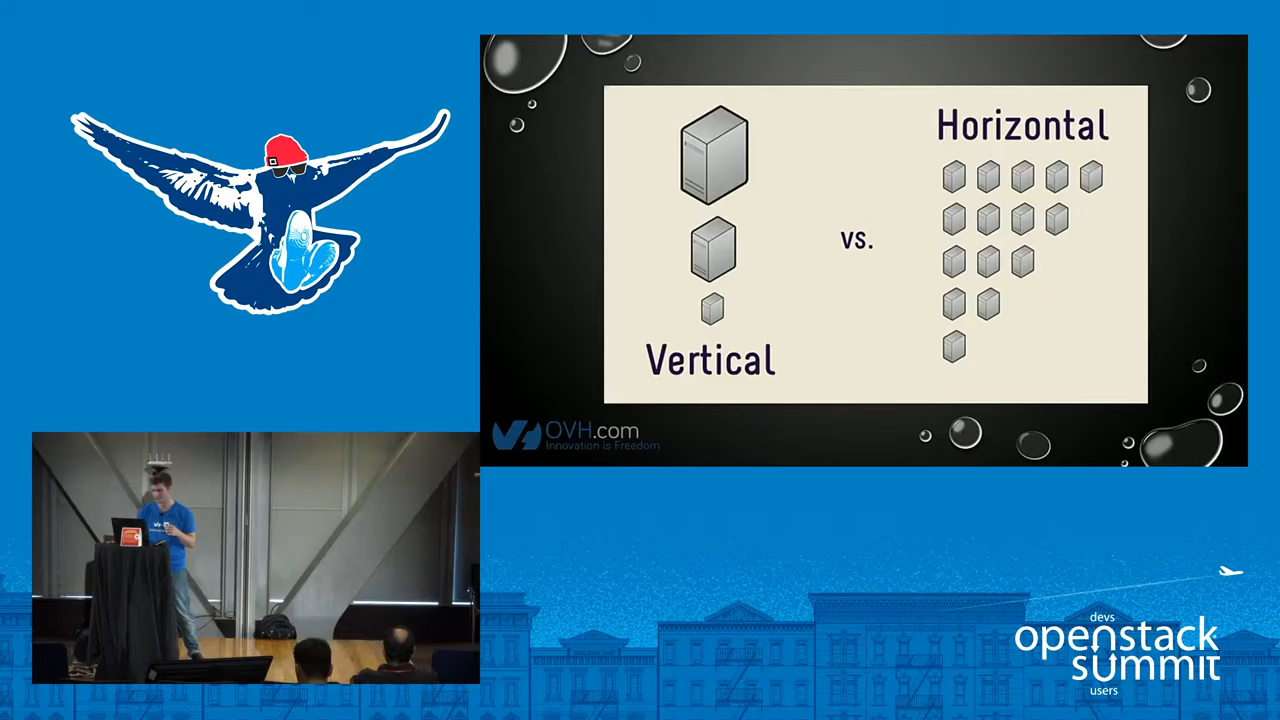 Horizontal
vs.
Vertical
OVH.com
Innovation is Freedom
devs
openstack
summit
users